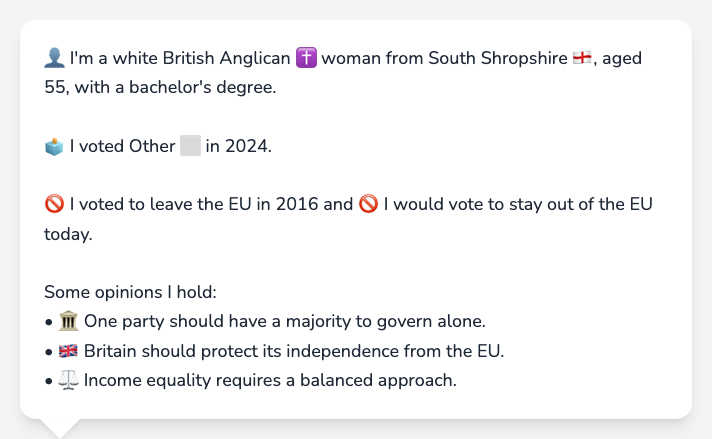 👤 I'm a white British Anglican ✝️ woman from South Shropshire 🏴󠁧󠁢󠁥󠁮󠁧󠁿, aged
55, with a bachelor's degree.
🗳️ I voted Other ⬜ in 2024.
🚫 I voted to leave the EU in 2016 and 🚫 I would vote to stay out of the EU
today.
Some opinions I hold:
• 🏛️ One party should have a majority to govern alone.
• 🇬🇧 Britain should protect its independence from the EU.
• ⚖️ Income equality requires a balanced approach.